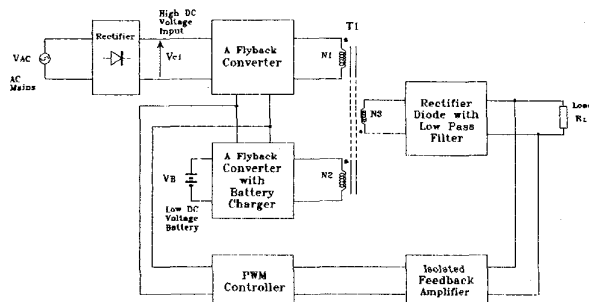 High DC
Voltage
Input
T1
Rectifier
VAC
AC
Mains
Vc1
A Flyback
Converter
N1
N3
Rectifier
Diode with
Low Pass
Filter
Load
RL
VB
Low DC
Voltage
Battery
A Flyback
Converter
with
Battery
Charger
N2
PWM
Controller
Isolated
Feedback
Amplifier